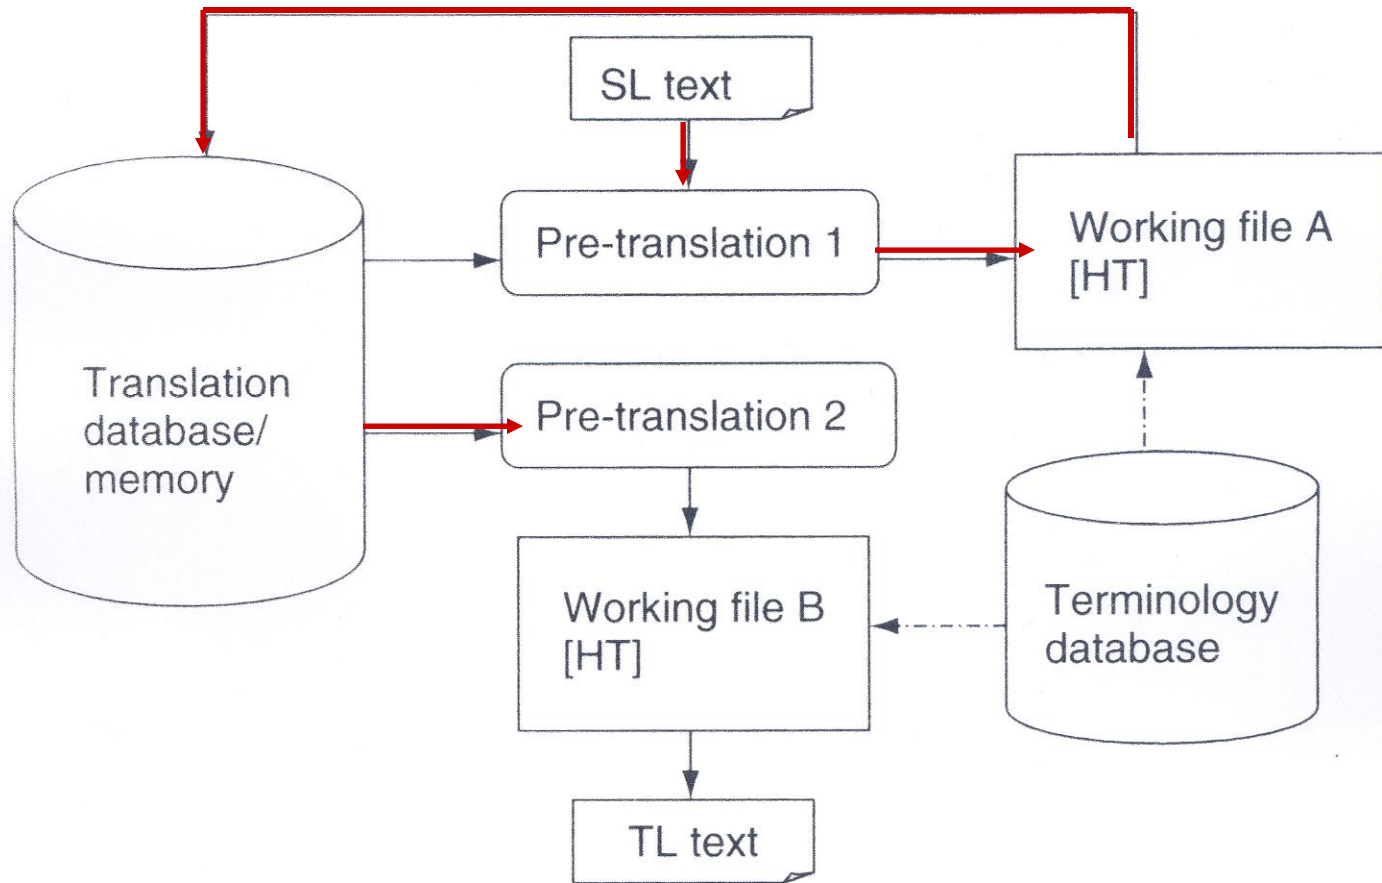 SL text
Pre-translation 1
Working file A
[HT]
Translation
database/
memory
Pre-translation 2
Working file B
[HT]
Terminology
database
TL text